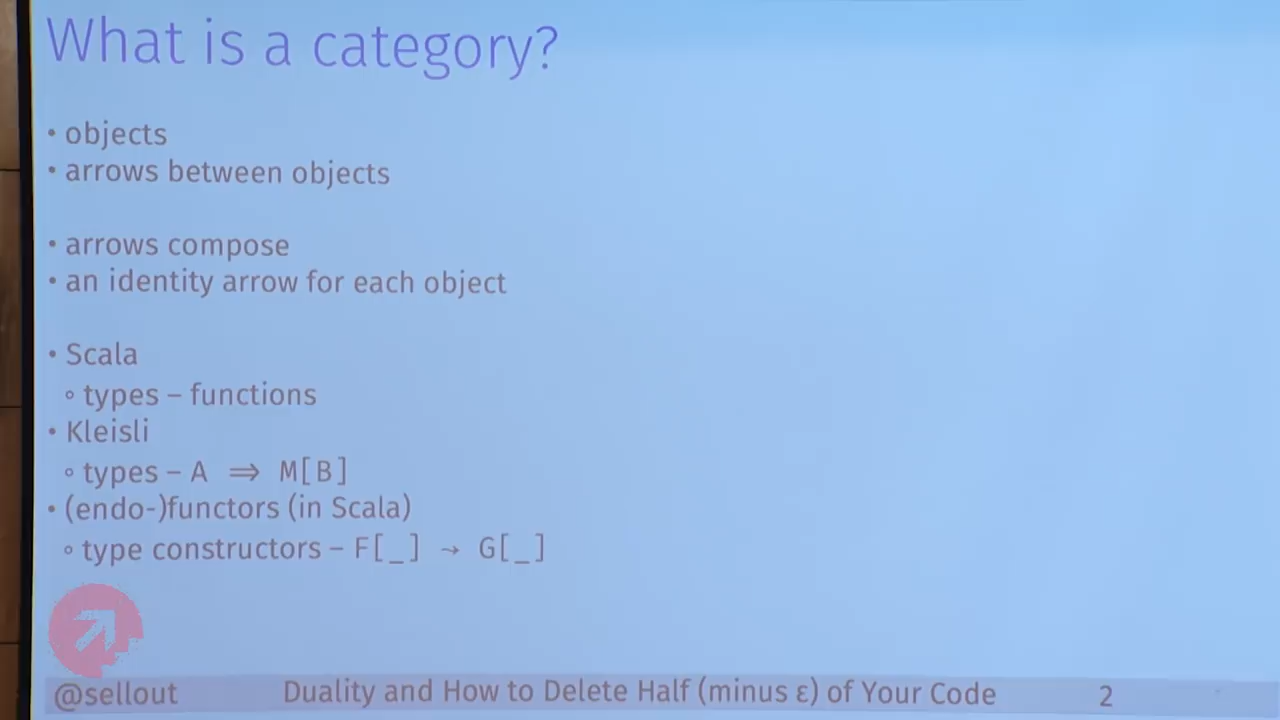 What is a category?
• objects
• arrows between objects
• arrows compose
• an identity arrow for each object
• Scala
◦ types – functions
• Kleisli
◦ types – A ⇒ M[B]
• (endo-)functors (in Scala)
◦ type constructors – F[_] → G[_]
@sellout Duality and How to Delete Half (minus ε) of Your Code 2